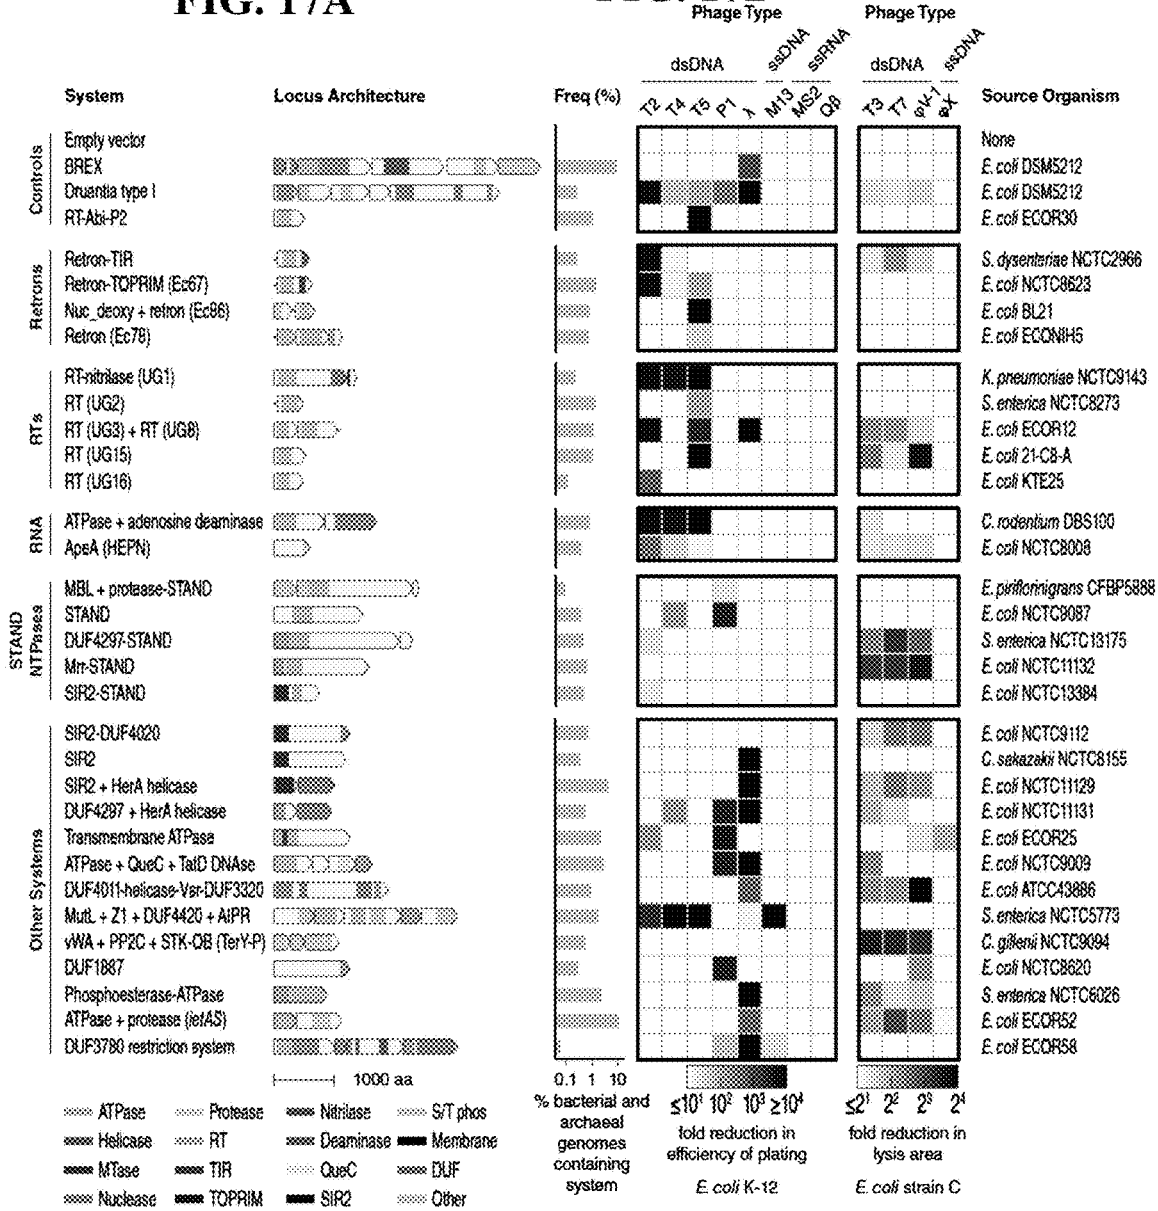 FIG. 17A
Phage Type
Phage Type
dsDNA ssDNA ssRNA
dsDNA ssDNA
System Locus Architecture Freq (%) T2 T4 T5 P1 λ M13 MS2 Qβ T3 T7 φV-1 φX Source Organism
Controls
Empty vector None
BREX E. coli DSM5212
Druantia type I E. coli DSM5212
RT-Abi-P2 E. coli ECOR30
Retrons
Retron-TIR S. dysenteriae NCTC2966
Retron-TOPRIM (Ec67) E. coli NCTC8623
Nuc_deoxy + retron (Ec86) E. coli BL21
Retron (Ec78) E. coli ECONIH5
RTs
RT-nitrilase (UG1) K. pneumoniae NCTC9143
RT (UG2) S. enterica NCTC8273
RT (UG3) + RT (UG8) E. coli ECOR12
RT (UG15) E. coli 21-C8-A
RT (UG16) E. coli KTE25
RNA
ATPase + adenosine deaminase C. rodentium DBS100
ApeA (HEPN) E. coli NCTC8008
STAND
NTPases
MBL + protease-STAND E. piriflorinigrans CFBP5888
STAND E. coli NCTC9087
DUF4297-STAND S. enterica NCTC13175
Mrr-STAND E. coli NCTC11132
SIR2-STAND E. coli NCTC13384
Other Systems
SIR2-DUF4020 E. coli NCTC9112
SIR2 C. sakazakii NCTC8155
SIR2 + HerA helicase E. coli NCTC11129
DUF4297 + HerA helicase E. coli NCTC11131
Transmembrane ATPase E. coli ECOR25
ATPase + QueC + TatD DNAse E. coli NCTC9009
DUF4011-helicase-Vsr-DUF3320 E. coli ATCC43886
MutL + Z1 + DUF4420 + AIPR S. enterica NCTC5773
vWA + PP2C + STK-OB (TerY-P) C. gillenii NCTC9094
DUF1887 E. coli NCTC8620
Phosphoesterase-ATPase S. enterica NCTC6026
ATPase + protease (ietAS) E. coli ECOR52
DUF3780 restriction system E. coli ECOR58
1000 aa
0.1 1 10
% bacterial and
archaeal
genomes
containing
system
≤10¹ 10² 10³ ≥10⁴
fold reduction in
efficiency of plating
E. coli K-12
≤2¹ 2² 2³ 2⁴
fold reduction in
lysis area
E. coli strain C
ATPase Protease Nitrilase S/T phos
Helicase RT Deaminase Membrane
MTase TIR QueC DUF
Nuclease TOPRIM SIR2 Other